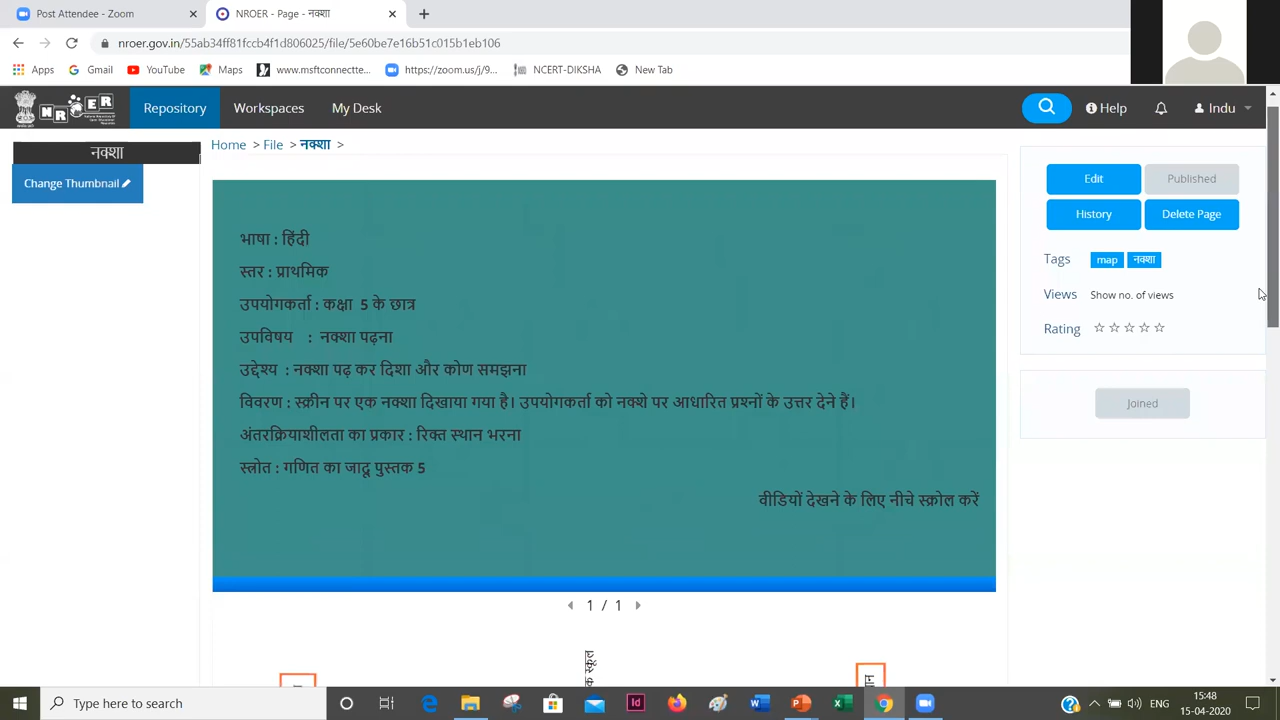 Post Attendee - Zoom
NROER - Page - नक्शा
nroer.gov.in/55ab34ff81fccb4f1d806025/file/5e60be7e16b51c015b1eb106
Apps
Gmail
YouTube
Maps
www.msftconnectte...
https://zoom.us/j/9...
NCERT-DIKSHA
New Tab
NROER
Repository
Workspaces
My Desk
Help
Indu
नक्शा
Change Thumbnail
Home > File > नक्शा >
भाषा : हिंदी
स्तर : प्राथमिक
उपयोगकर्ता : कक्षा 5 के छात्र
उपविषय : नक्शा पढ़ना
उद्देश्य : नक्शा पढ़ कर दिशा और कोण समझना
विवरण : स्क्रीन पर एक नक्शा दिखाया गया है। उपयोगकर्ता को नक्शे पर आधारित प्रश्नों के उत्तर देने हैं।
अंतरक्रियाशीलता का प्रकार : रिक्त स्थान भरना
स्त्रोत : गणित का जादू पुस्तक 5
वीडियों देखने के लिए नीचे स्क्रोल करें
1 / 1
Edit
Published
History
Delete Page
Tags map नक्शा
Views Show no. of views
Rating
Joined
Type here to search
ENG
15:48
15-04-2020